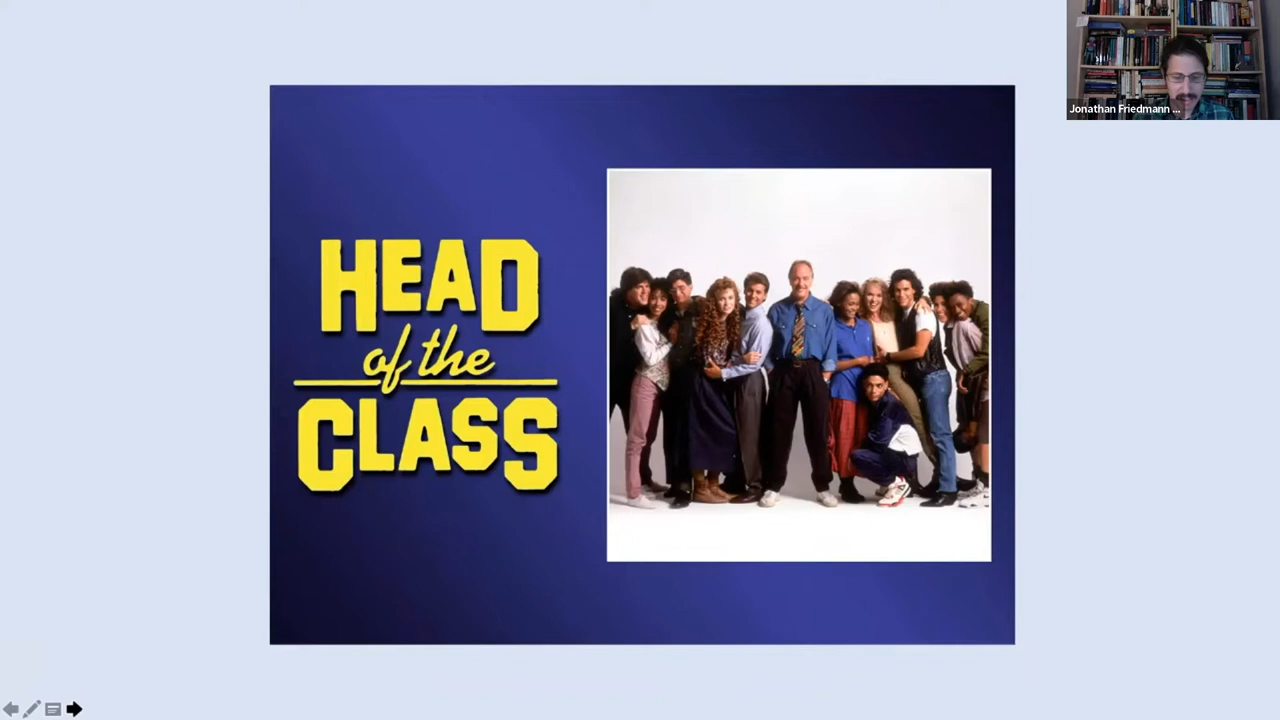 HEAD
of the
CLASS
Jonathan Friedmann ...